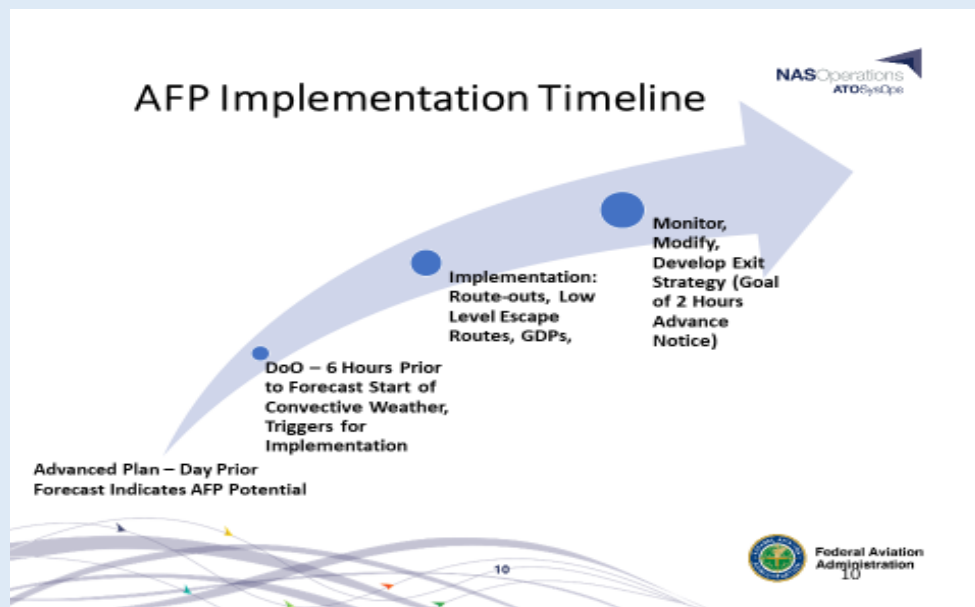 AFP Implementation Timeline
NASOperations
ATOSysOps
Monitor,
Modify,
Develop Exit
Strategy (Goal
of 2 Hours
Advance
Notice)
Implementation:
Route-outs, Low
Level Escape
Routes, GDPs,
DoO – 6 Hours Prior
to Forecast Start of
Convective Weather,
Triggers for
Implementation
Advanced Plan – Day Prior
Forecast Indicates AFP Potential
10
Federal Aviation
Administration
10